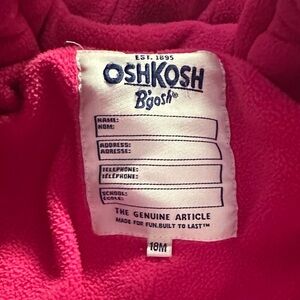 EST. 1895
OSHKOSH
B'gosh®
NAME:
NOM:
ADDRESS:
ADRESSE:
TELEPHONE:
TÉLÉPHONE:
SCHOOL:
ÉCOLE:
THE GENUINE ARTICLE
MADE FOR FUN.BUILT TO LAST™
18M